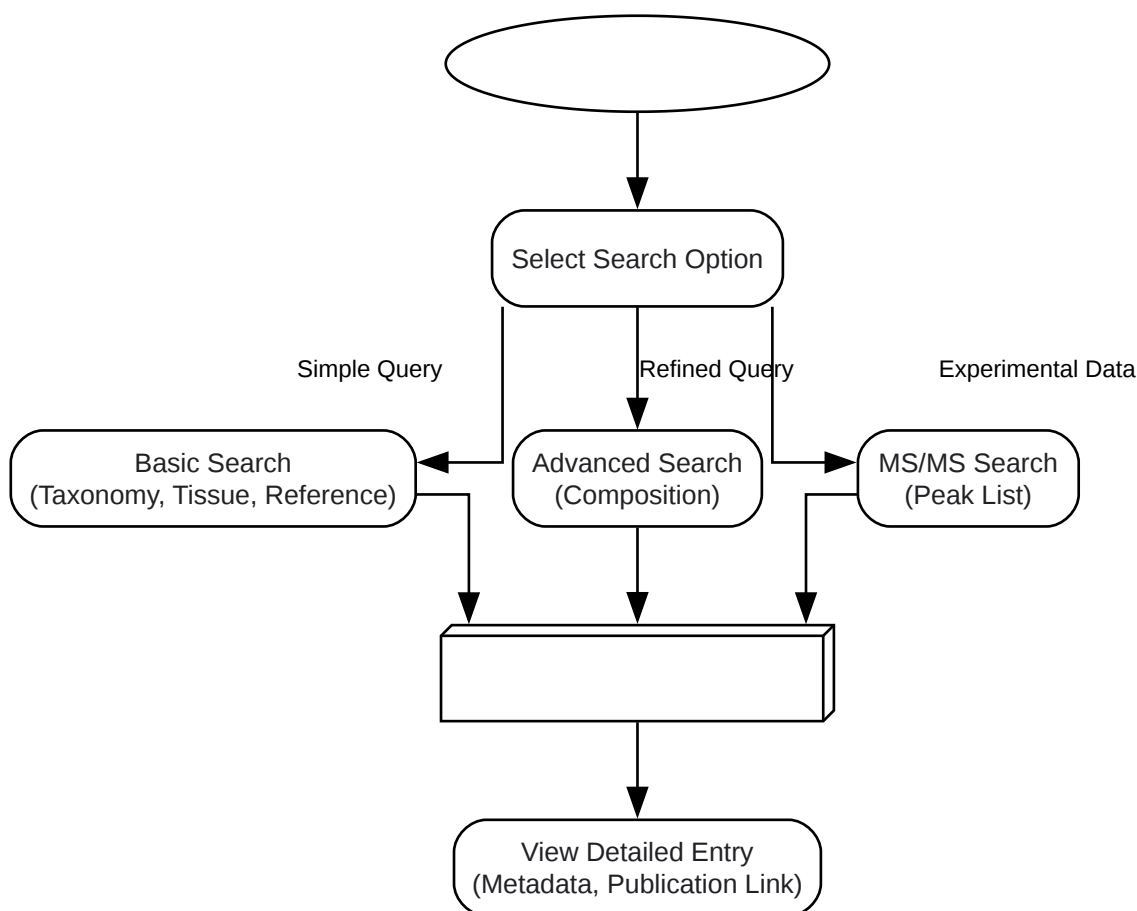 Select Search Option
Simple Query
Refined Query
Experimental Data
Basic Search
(Taxonomy, Tissue, Reference)
Advanced Search
(Composition)
MS/MS Search
(Peak List)
View Detailed Entry
(Metadata, Publication Link)